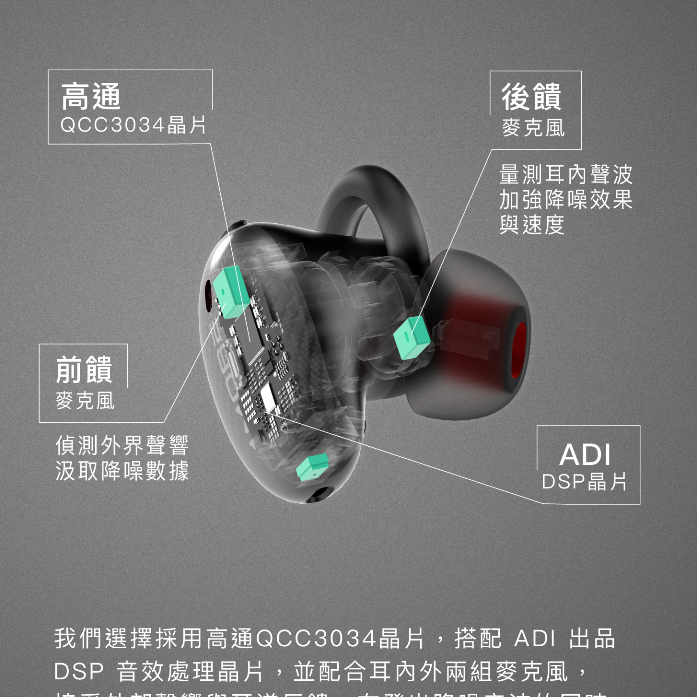 高通
QCC3034晶片
後饋
麥克風
量測耳內聲波
加強降噪效果
與速度
前饋
麥克風
偵測外界聲響
汲取降噪數據
ADI
DSP晶片
我們選擇採用高通QCC3034晶片,搭配 ADI 出品
DSP 音效處理晶片,並配合耳內外兩組麥克風,